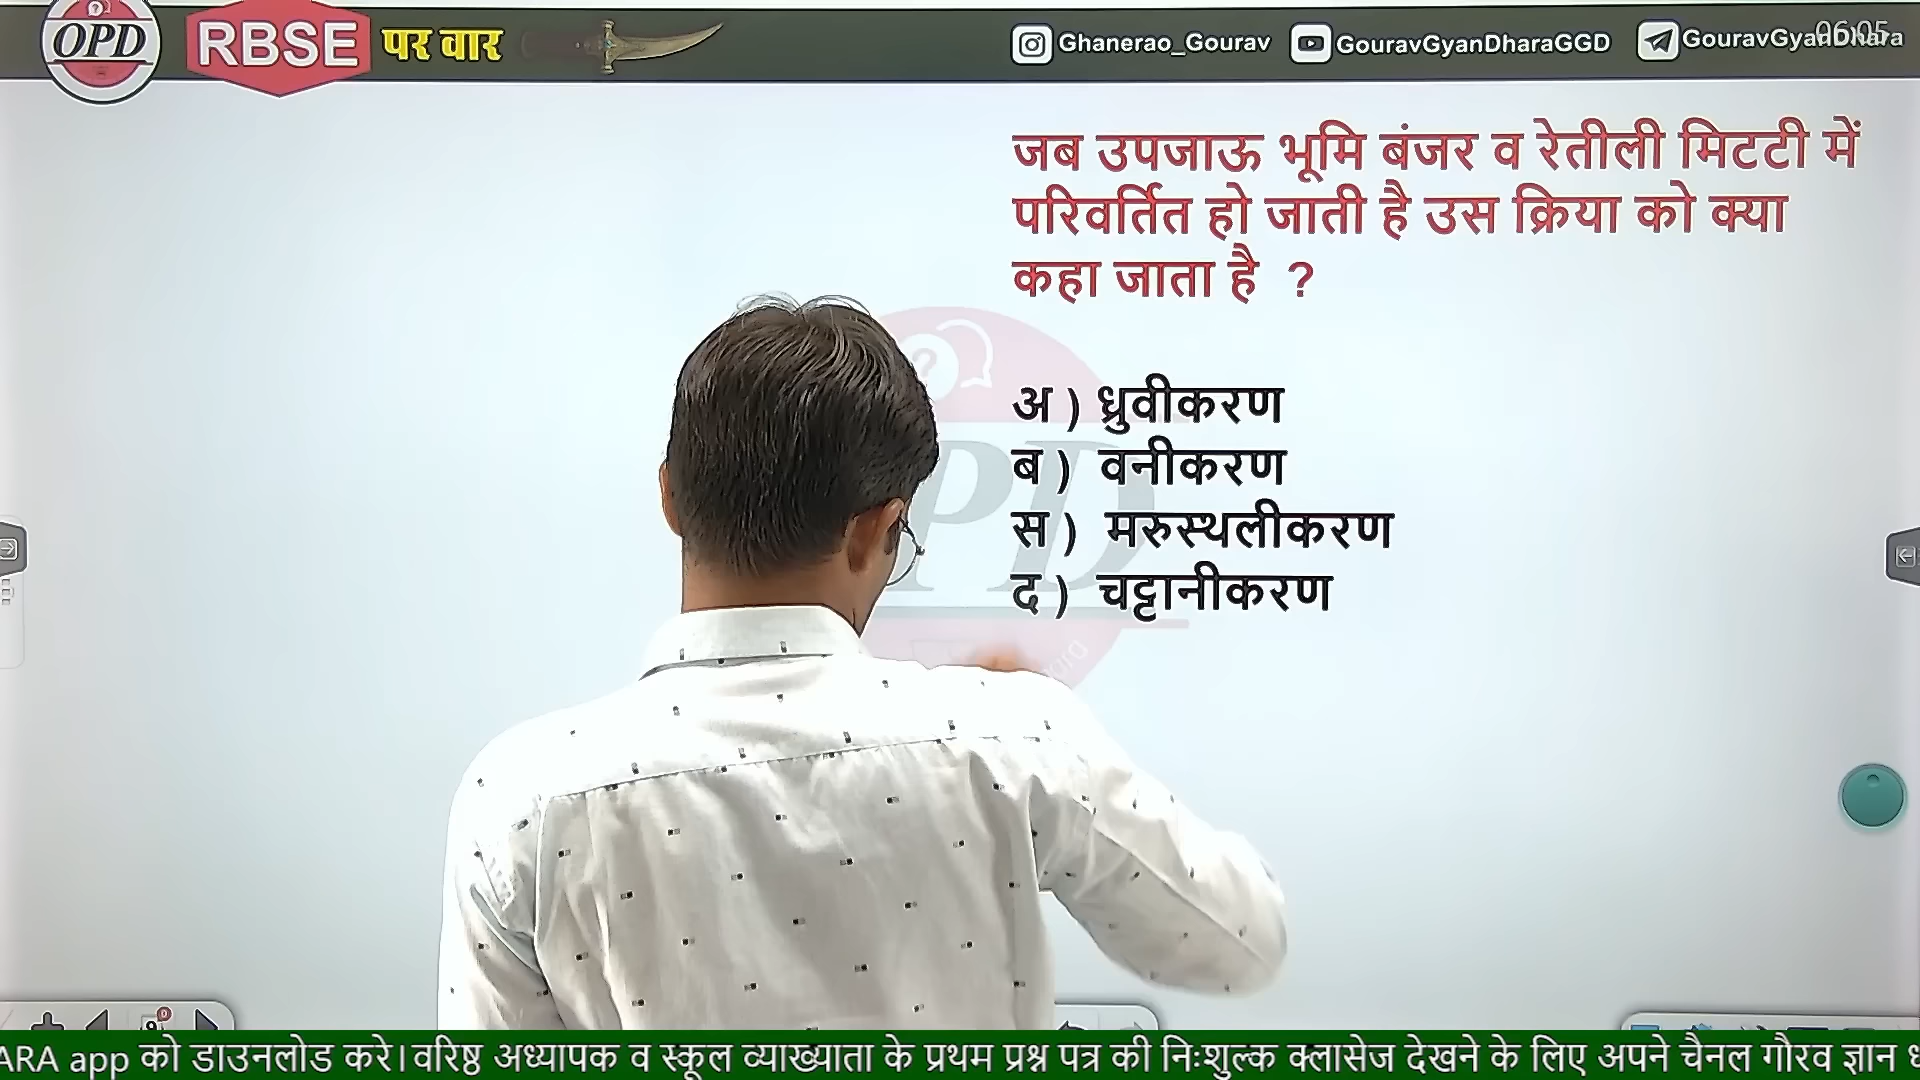 OPD
RBSE पर वार
Ghanerao_Gourav
GouravGyanDharaGGD
GouravGyanDhara
06:05
जब उपजाऊ भूमि बंजर व रेतीली मिटटी में
परिवर्तित हो जाती है उस क्रिया को क्या
कहा जाता है ?
अ ) ध्रुवीकरण
ब ) वनीकरण
स ) मरुस्थलीकरण
द ) चट्टानीकरण
PD
ARA app को डाउनलोड करे। वरिष्ठ अध्यापक व स्कूल व्याख्याता के प्रथम प्रश्न पत्र की निःशुल्क क्लासेज देखने के लिए अपने चैनल गौरव ज्ञान